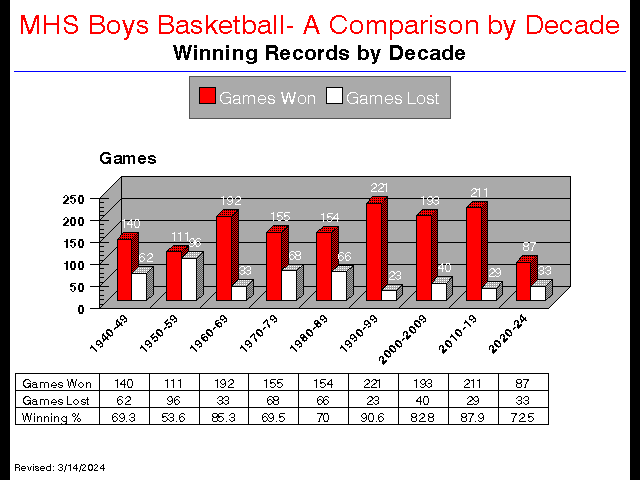 MHS Boys Basketball- A Comparison by Decade
Winning Records by Decade
Games Won Games Lost
Games
250
200
150
100
50
0
140 62 111 96 192 33 155 68 154 66 221 23 193 40 211 29 87 33
1940-49 1950-59 1960-69 1970-79 1980-89 1990-99 2000-2009 2010-19 2020-24
Games Won 140 111 192 155 154 221 193 211 87
Games Lost 62 96 33 68 66 23 40 29 33
Winning % 69.3 53.6 85.3 69.5 70 90.6 82.8 87.9 72.5
Revised: 3/14/2024